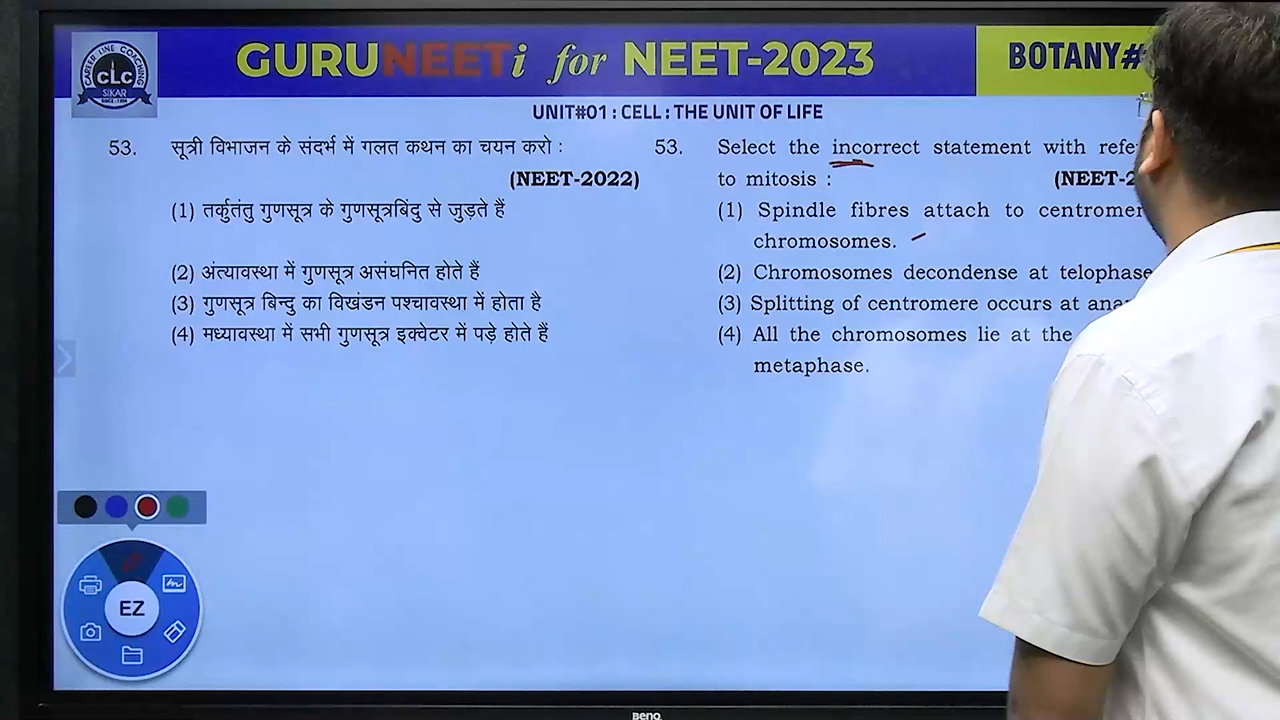 CAREER LINE COACHING
CLC
SIKAR
SINCE : 1996
GURUNEETi for NEET-2023
BOTANY#
UNIT#01 : CELL : THE UNIT OF LIFE
53. सूत्री विभाजन के संदर्भ में गलत कथन का चयन करो :
(NEET-2022)
(1) तर्कुतंतु गुणसूत्र के गुणसूत्रबिंदु से जुड़ते हैं
(2) अंत्यावस्था में गुणसूत्र असंघनित होते हैं
(3) गुणसूत्र बिन्दु का विखंडन पश्चावस्था में होता है
(4) मध्यावस्था में सभी गुणसूत्र इक्वेटर में पड़े होते हैं
53. Select the incorrect statement with refe
to mitosis :
(NEET-2
(1) Spindle fibres attach to centromer
chromosomes.
(2) Chromosomes decondense at telophase
(3) Splitting of centromere occurs at ana
(4) All the chromosomes lie at the
metaphase.
EZ
BenQ